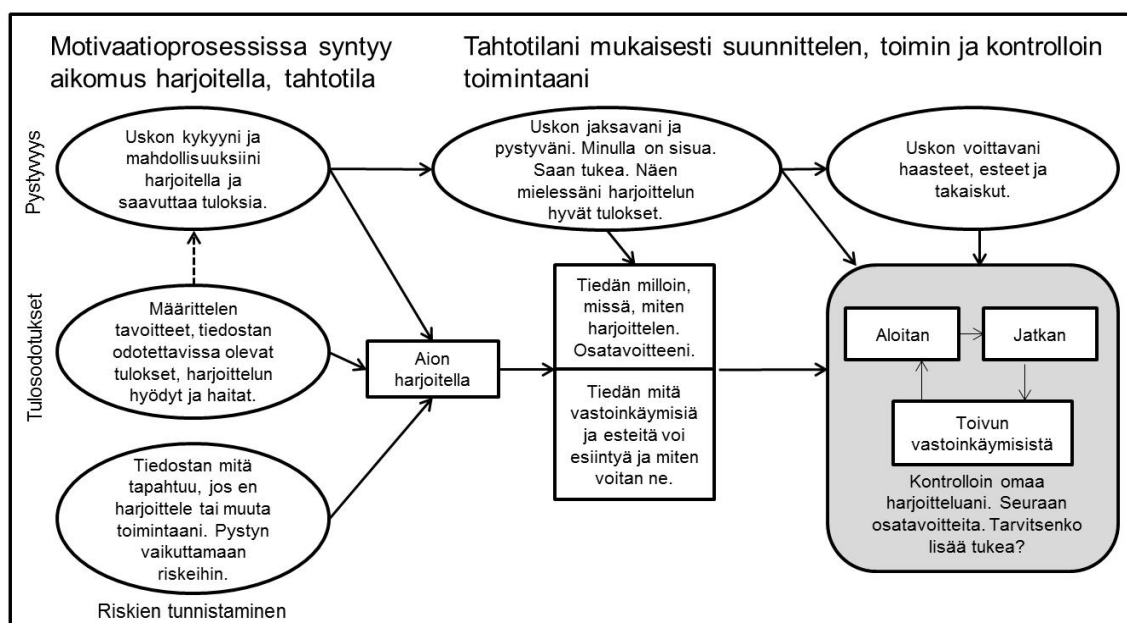 Motivaatioprosessissa syntyy
aikomus harjoitella, tahtotila
Tahtotilani mukaisesti suunnittelen, toimin ja kontrolloin
toimintaani
Pystyvyys
Uskon kykyyni ja
mahdollisuuksiini
harjoitella ja
saavuttaa tuloksia.
Uskon jaksavani ja
pystyväni. Minulla on sisua.
Saan tukea. Näen
mielessäni harjoittelun
hyvät tulokset.
Uskon voittavani
haasteet, esteet ja
takaiskut.
Tulosodotukset
Määrittelen
tavoitteet, tiedostan
odotettavissa olevat
tulokset, harjoittelun
hyödyt ja haitat.
Aion
harjoitella
Tiedän milloin,
missä, miten
harjoittelen.
Osatavoitteeni.
Tiedän mitä
vastoinkäymisiä
ja esteitä voi
esiintyä ja miten
voitan ne.
Aloitan
Jatkan
Toivun
vastoinkäymisistä
Kontrolloin omaa
harjoitteluani. Seuraan
osatavoitteita. Tarvitsenko
lisää tukea?
Tiedostan mitä
tapahtuu, jos en
harjoittele tai muuta
toimintaani. Pystyn
vaikuttamaan
riskeihin.
Riskien tunnistaminen